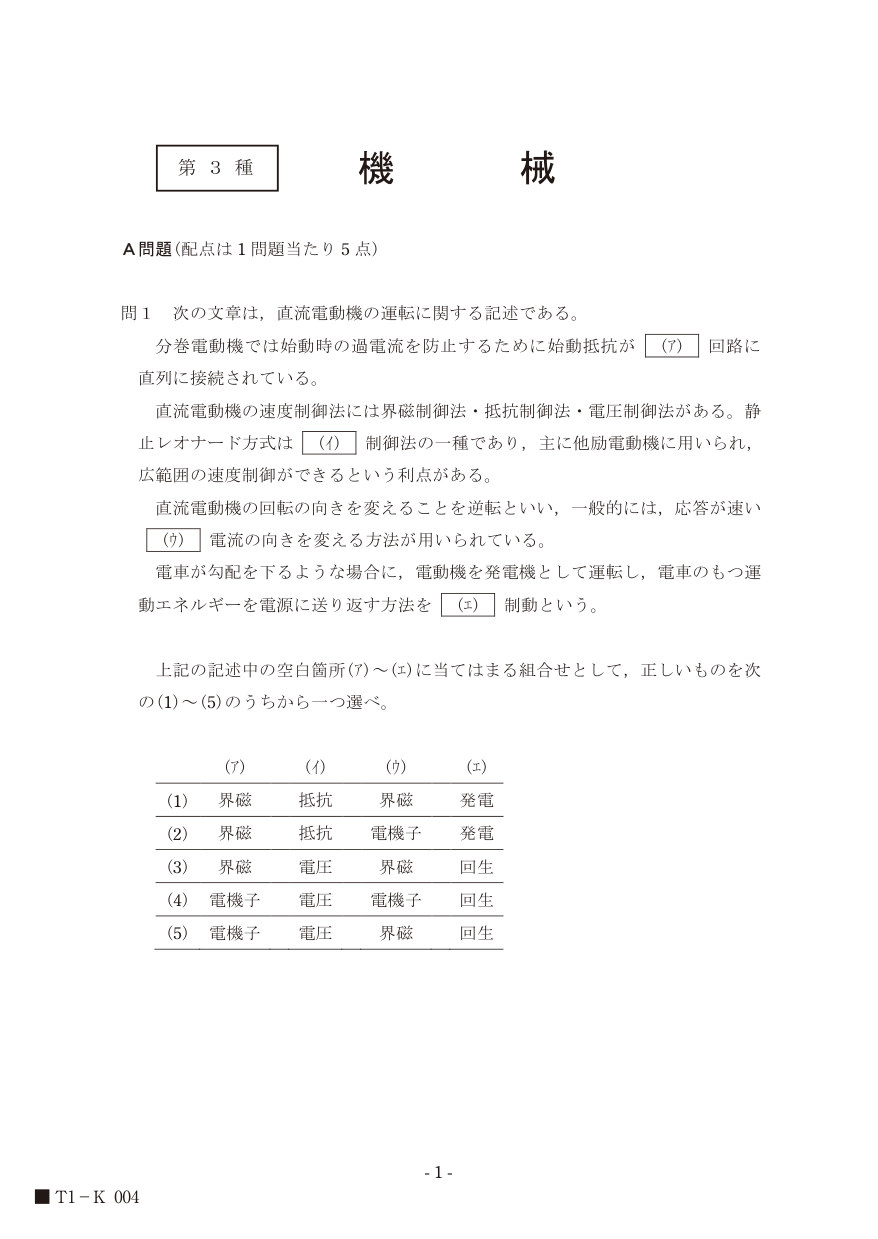 第 3 種
機 械
A問題(配点は1問題当たり5点)
問1 次の文章は，直流電動機の運転に関する記述である。
分巻電動機では始動時の過電流を防止するために始動抵抗が (ｱ) 回路に
直列に接続されている。
直流電動機の速度制御法には界磁制御法・抵抗制御法・電圧制御法がある。静
止レオナード方式は (ｲ) 制御法の一種であり，主に他励電動機に用いられ，
広範囲の速度制御ができるという利点がある。
直流電動機の回転の向きを変えることを逆転といい，一般的には，応答が速い
(ｳ) 電流の向きを変える方法が用いられている。
電車が勾配を下るような場合に，電動機を発電機として運転し，電車のもつ運
動エネルギーを電源に送り返す方法を (ｴ) 制動という。
上記の記述中の空白箇所(ｱ)～(ｴ)に当てはまる組合せとして，正しいものを次
の(1)～(5)のうちから一つ選べ。
(ｱ) (ｲ) (ｳ) (ｴ)
(1) 界磁 抵抗 界磁 発電
(2) 界磁 抵抗 電機子 発電
(3) 界磁 電圧 界磁 回生
(4) 電機子 電圧 電機子 回生
(5) 電機子 電圧 界磁 回生
- 1 -
■ T1－K 004